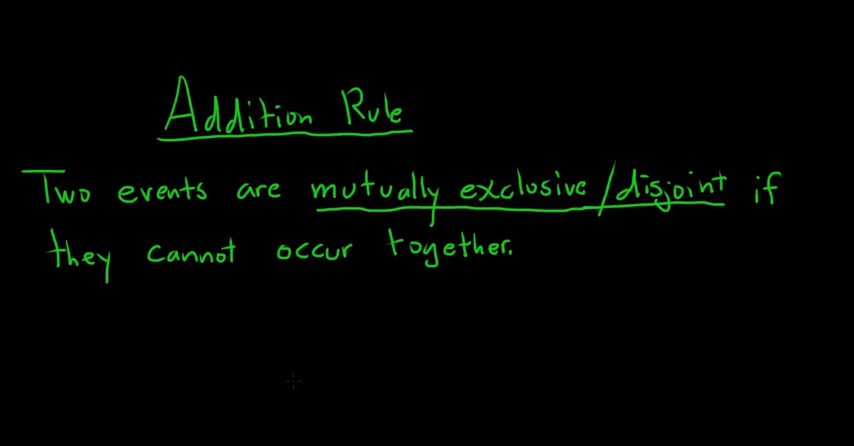 Addition Rule
Two events are mutually exclusive/disjoint if
they cannot occur together.